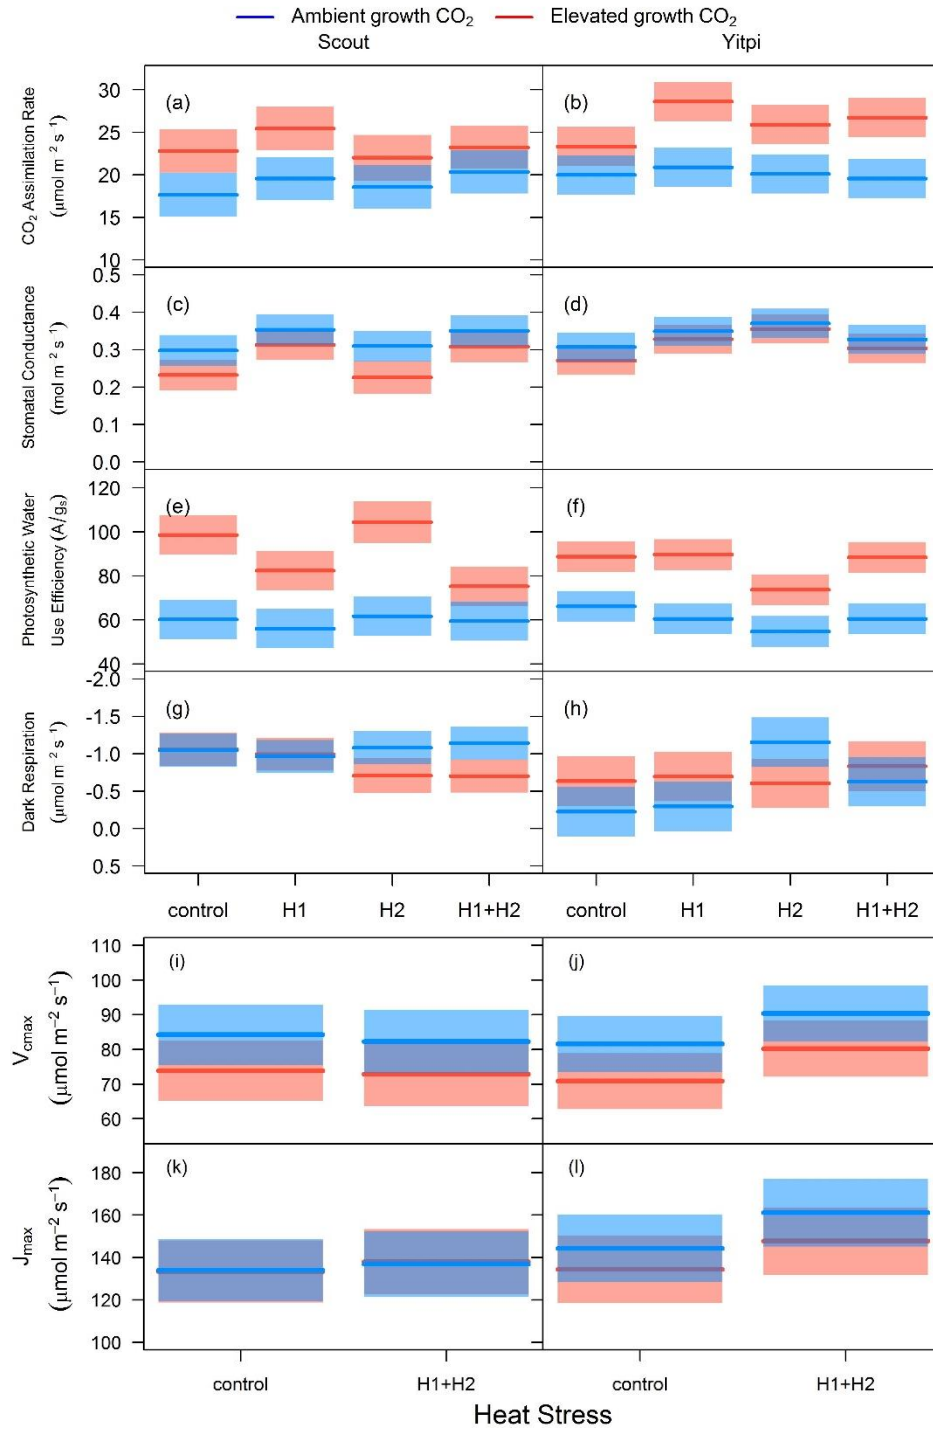 Ambient growth CO₂ Elevated growth CO₂
Scout Yitpi
CO₂ Assimilation Rate
(μmol m⁻² s⁻¹)
30
25
20
15
10
(a) (b)
Stomatal Conductance
(mol m⁻² s⁻¹)
0.5
0.4
0.3
0.2
0.1
0.0
(c) (d)
Photosynthetic Water
Use Efficiency (A/gₛ)
120
100
80
60
40
(e) (f)
Dark Respiration
(μmol m⁻² s⁻¹)
-2.0
-1.5
-1.0
-0.5
0.0
0.5
(g) (h)
control H1 H2 H1+H2 control H1 H2 H1+H2
Vcmax
(μmol m⁻² s⁻¹)
110
100
90
80
70
60
(i) (j)
Jmax
(μmol m⁻² s⁻¹)
180
160
140
120
100
(k) (l)
control H1+H2 control H1+H2
Heat Stress